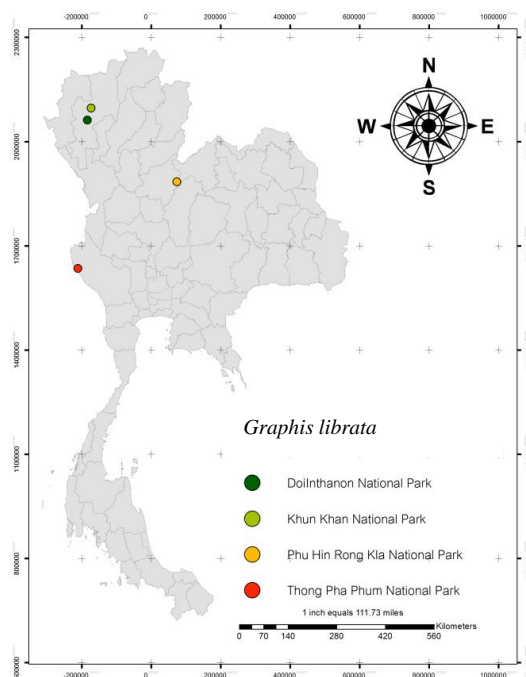 -200000 0 200000 400000 600000 800000 1000000
2300000
2000000
1700000
1400000
1100000
800000
N
W E
S
Graphis librata
DoiInthanon National Park
Khun Khan National Park
Phu Hin Rong Kla National Park
Thong Pha Phum National Park
1 inch equals 111.73 miles
Kilometers
0 70 140 280 420 560
-200000 0 200000 400000 600000 800000 1000000